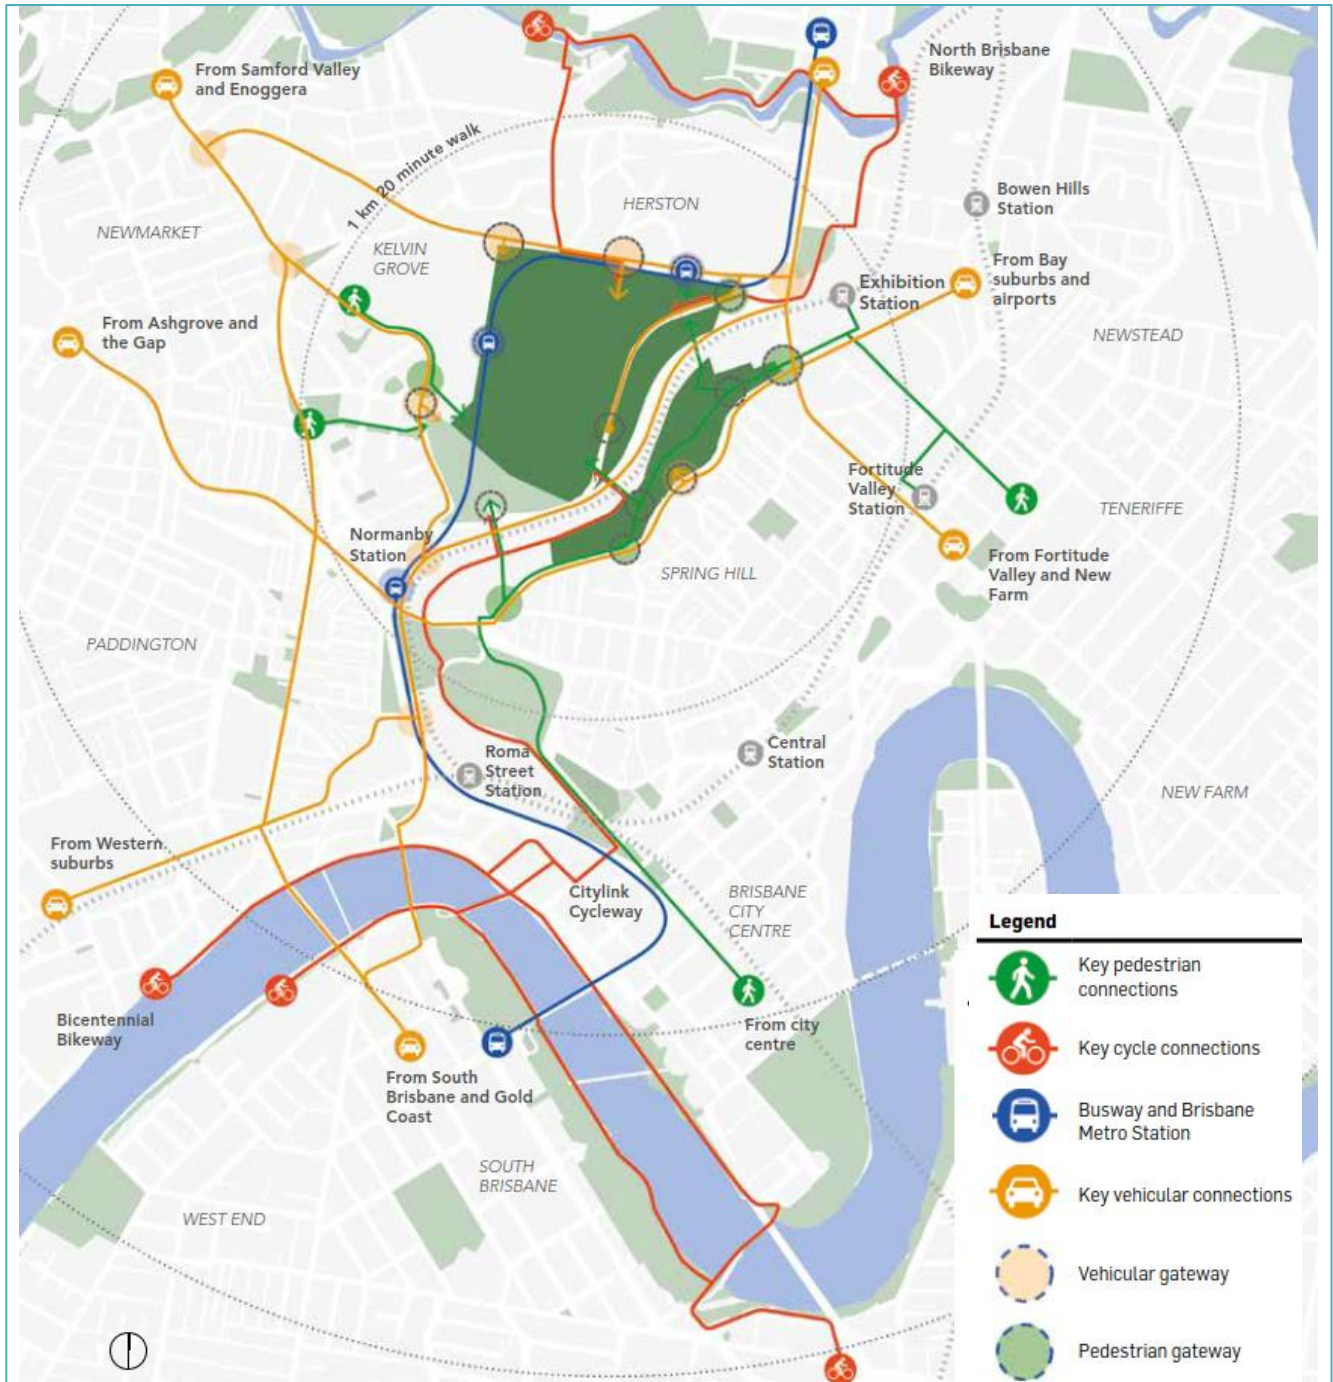 North Brisbane
Bikeway
From Samford Valley
and Enoggera
1 km 20 minute walk
Bowen Hills
Station
HERSTON
NEWMARKET
KELVIN
GROVE
From Bay
suburbs and
airports
Exhibition
Station
From Ashgrove and
the Gap
NEWSTEAD
Fortitude
Valley
Station
TENERIFFE
Normanby
Station
From Fortitude
Valley and New
Farm
SPRING HILL
PADDINGTON
Roma
Street
Station
Central
Station
NEW FARM
From Western
suburbs
Citylink
Cycleway
BRISBANE
CITY
CENTRE
Bicentennial
Bikeway
From city
centre
From South
Brisbane and Gold
Coast
SOUTH
BRISBANE
WEST END
Legend
Key pedestrian
connections
Key cycle connections
Busway and Brisbane
Metro Station
Key vehicular connections
Vehicular gateway
Pedestrian gateway